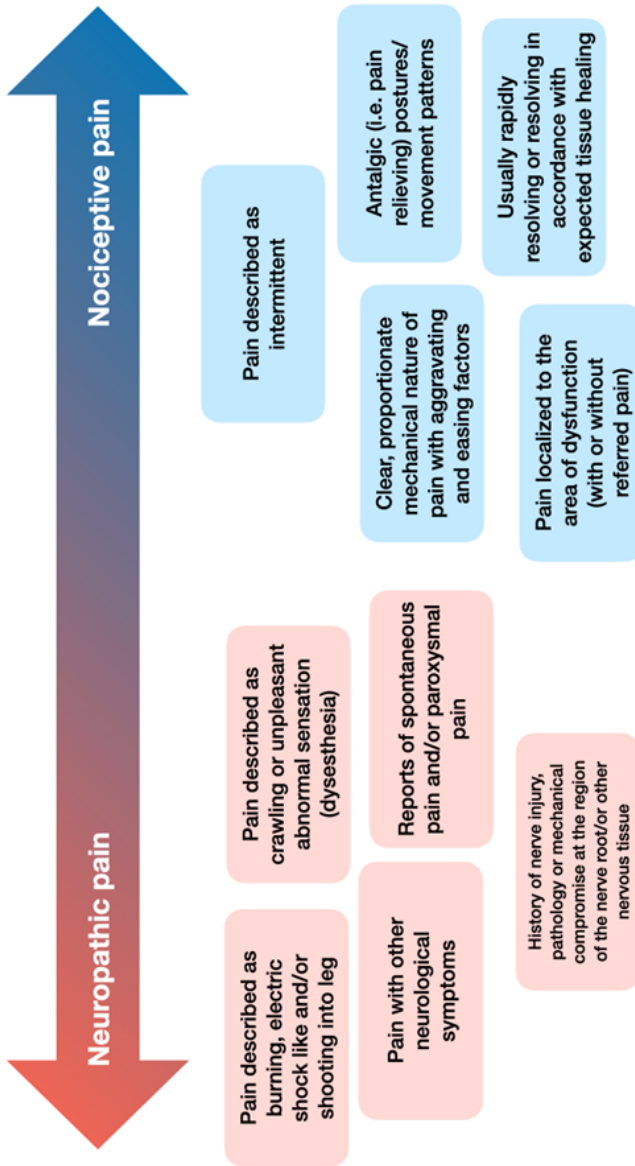 Neuropathic pain
Nociceptive pain
Pain described as
burning, electric
shock like and/or
shooting into leg
Pain described as
crawling or unpleasant
abnormal sensation
(dysesthesia)
Pain described as
intermittent
Pain with other
neurological
symptoms
Reports of spontaneous
pain and/or paroxysmal
pain
Clear, proportionate
mechanical nature of
pain with aggravating
and easing factors
Antalgic (i.e. pain
relieving) postures/
movement patterns
History of nerve injury,
pathology or mechanical
compromise at the region
of the nerve root/or other
nervous tissue
Pain localized to the
area of dysfunction
(with or without
referred pain)
Usually rapidly
resolving or resolving in
accordance with
expected tissue healing